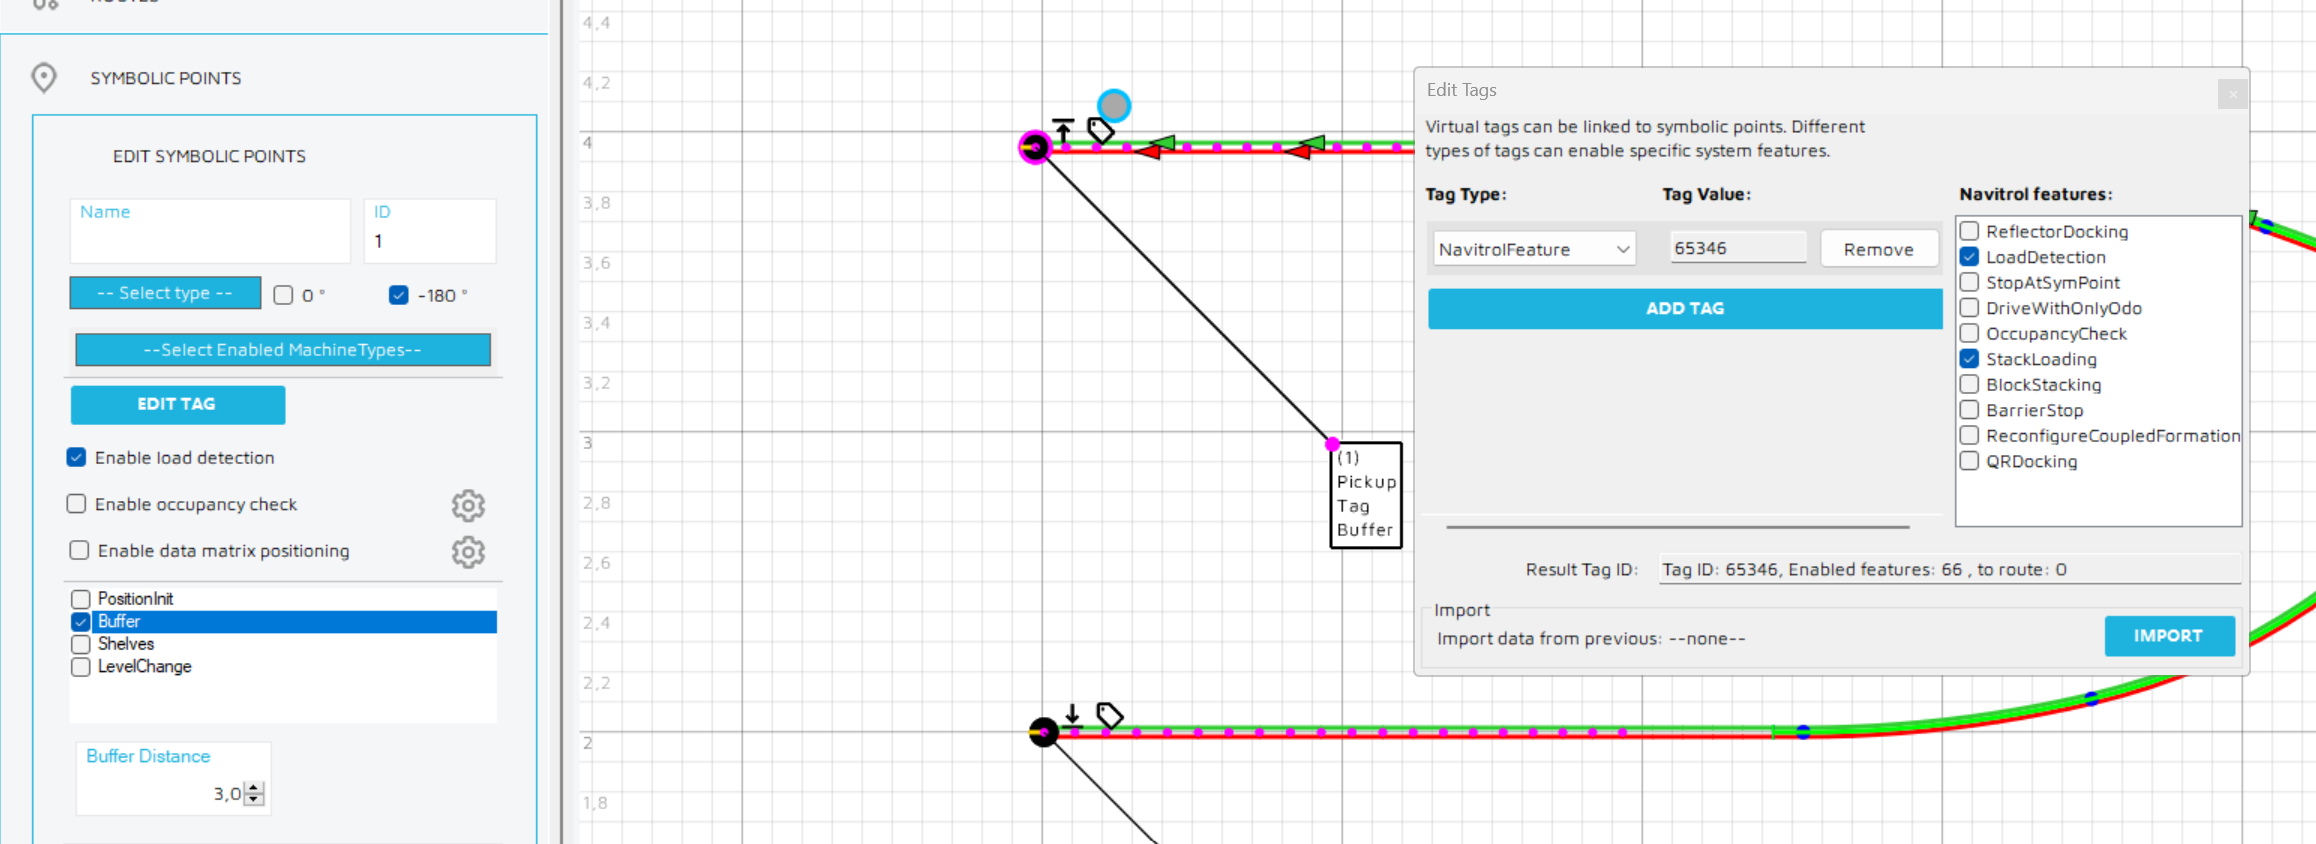 ROUTES
SYMBOLIC POINTS
EDIT SYMBOLIC POINTS
Name
ID
1
-- Select type --
0 °
-180 °
--Select Enabled MachineTypes--
EDIT TAG
Enable load detection
Enable occupancy check
Enable data matrix positioning
PositionInit
Buffer
Shelves
LevelChange
Buffer Distance
3,0
4,4
4,2
4
3,8
3,6
3,4
3,2
3
2,8
2,6
2,4
2,2
2
1,8
(1)
Pickup
Tag
Buffer
Edit Tags
Virtual tags can be linked to symbolic points. Different
types of tags can enable specific system features.
Tag Type:
Tag Value:
Navitrol features:
NavitrolFeature
65346
Remove
ADD TAG
ReflectorDocking
LoadDetection
StopAtSymPoint
DriveWithOnlyOdo
OccupancyCheck
StackLoading
BlockStacking
BarrierStop
ReconfigureCoupledFormation
QRDocking
Result Tag ID:
Tag ID: 65346, Enabled features: 66 , to route: 0
Import
Import data from previous: --none--
IMPORT